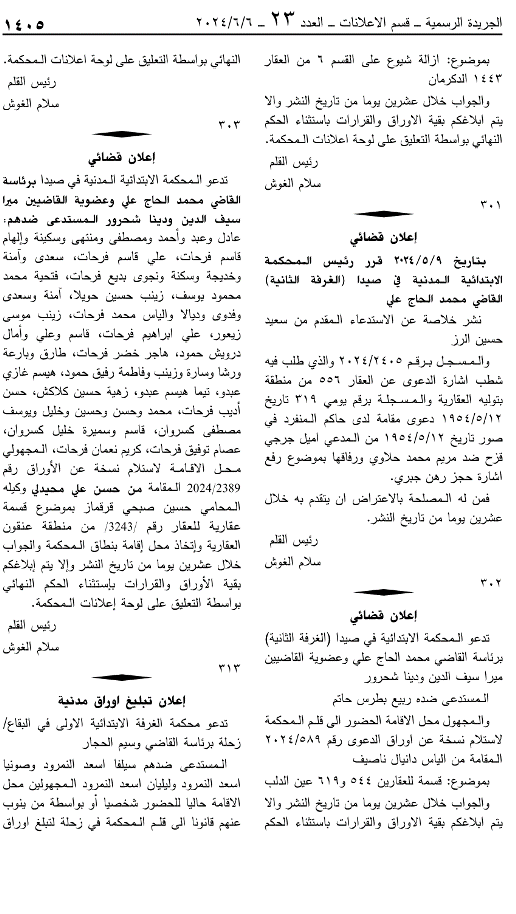 الجريدة الرسمية ــ قسم الاعلانات ــ العدد ٢٣ ــ ٢٠٢٤/٦/٦
١٤٠٥
بموضوع: ازالة شيوع على القسم ٦ من العقار
١٤٤٣ الدكرمان
والجواب خلال عشرين يوما من تاريخ النشر والا
يتم ابلاغكم بقية الاوراق والقرارات باستثناء الحكم
النهائي بواسطة التعليق على لوحة اعلانات المحكمة.
رئيس القلم
سلام الغوش
٣٠١
إعلان قضائي
بتاريخ ٢٠٢٤/٥/٩ قرر رئيس المحكمة
الابتدائية المدنية في صيدا (الغرفة الثانية)
القاضي محمد الحاج علي
نشر خلاصة عن الاستدعاء المقدم من سعيد
حسين الرز
والمسجل برقم ٢٠٢٤/٢٤٠٥ والذي طلب فيه
شطب اشارة الدعوى عن العقار ٥٥٦ من منطقة
بتوليه العقارية والمسجلة برقم يومي ٣١٩ تاريخ
١٩٥٤/٥/١٢ دعوى مقامة لدى حاكم المنفرد في
صور تاريخ ١٩٥٤/٥/١٢ من المدعي اميل جرجي
قزح ضد مريم محمد حلاوي ورفاقها بموضوع رفع
اشارة حجز رهن جبري.
فمن له المصلحة بالاعتراض ان يتقدم به خلال
عشرين يوما من تاريخ النشر.
رئيس القلم
سلام الغوش
٣٠٢
إعلان قضائي
تدعو المحكمة الابتدائية في صيدا (الغرفة الثانية)
برئاسة القاضي محمد الحاج علي وعضوية القاضيين
ميرا سيف الدين ودينا شحرور
المستدعى ضده ربيع بطرس حاتم
والمجهول محل الاقامة الحضور الى قلم المحكمة
لاستلام نسخة عن اوراق الدعوى رقم ٢٠٢٤/٥٨٩
المقامة من الياس دانيال ناصيف
بموضوع: قسمة للعقارين ٥٤٤ و٦١٩ عين الدلب
والجواب خلال عشرين يوما من تاريخ النشر والا
يتم ابلاغكم بقية الاوراق والقرارات باستثناء الحكم
النهائي بواسطة التعليق على لوحة اعلانات المحكمة.
رئيس القلم
سلام الغوش
٣٠٣
إعلان قضائي
تدعو المحكمة الابتدائية المدنية في صيدا برئاسة
القاضي محمد الحاج علي وعضوية القاضيين ميرا
سيف الدين ودينا شحرور المستدعى ضدهم:
عادل وعبد وأحمد ومصطفى ومنتهى وسكينة وإلهام
قاسم فرحات، علي قاسم فرحات، سعدى وآمنة
وخديجة وسكنة ونجوى بديع فرحات، فتحية محمد
محمود يوسف، زينب حسين حويلا، آمنة وسعدى
وفدوى وديالا والياس محمد فرحات، زينب موسى
زيعور، علي ابراهيم فرحات، قاسم وعلي وأمال
درويش حمود، هاجر خضر فرحات، طارق وبارعة
ورشا وسارة وزينب وفاطمة رفيق حمود، هيسم غازي
عبدو، تيما هيسم عبدو، زهية حسين كلاكش، حسن
أديب فرحات، محمد وحسن وحسين وخليل ويوسف
مصطفى كسروان، قاسم وسميرة خليل كسروان،
عصام توفيق فرحات، كريم نعمان فرحات، المجهولي
محل الاقامة لاستلام نسخة عن الأوراق رقم
2024/2389 المقامة من حسن علي محيدلي وكيله
المحامي حسين صبحي قرقماز بموضوع قسمة
عقارية للعقار رقم /3243/ من منطقة عنقون
العقارية وإتخاذ محل إقامة بنطاق المحكمة والجواب
خلال عشرين يوما من تاريخ النشر وإلا يتم إبلاغكم
بقية الأوراق والقرارات بإستثناء الحكم النهائي
بواسطة التعليق على لوحة إعلانات المحكمة.
رئيس القلم
سلام الغوش
٣١٣
إعلان تبليغ اوراق مدنية
تدعو محكمة الغرفة الابتدائية الاولى في البقاع/
زحلة برئاسة القاضي وسيم الحجار
المستدعى ضدهم سيلفا اسعد النمرود وصونيا
اسعد النمرود وليليان اسعد النمرود المجهولين محل
الاقامة حاليا للحضور شخصيا أو بواسطة من ينوب
عنهم قانونا الى قلم المحكمة في زحلة لتبلغ اوراق